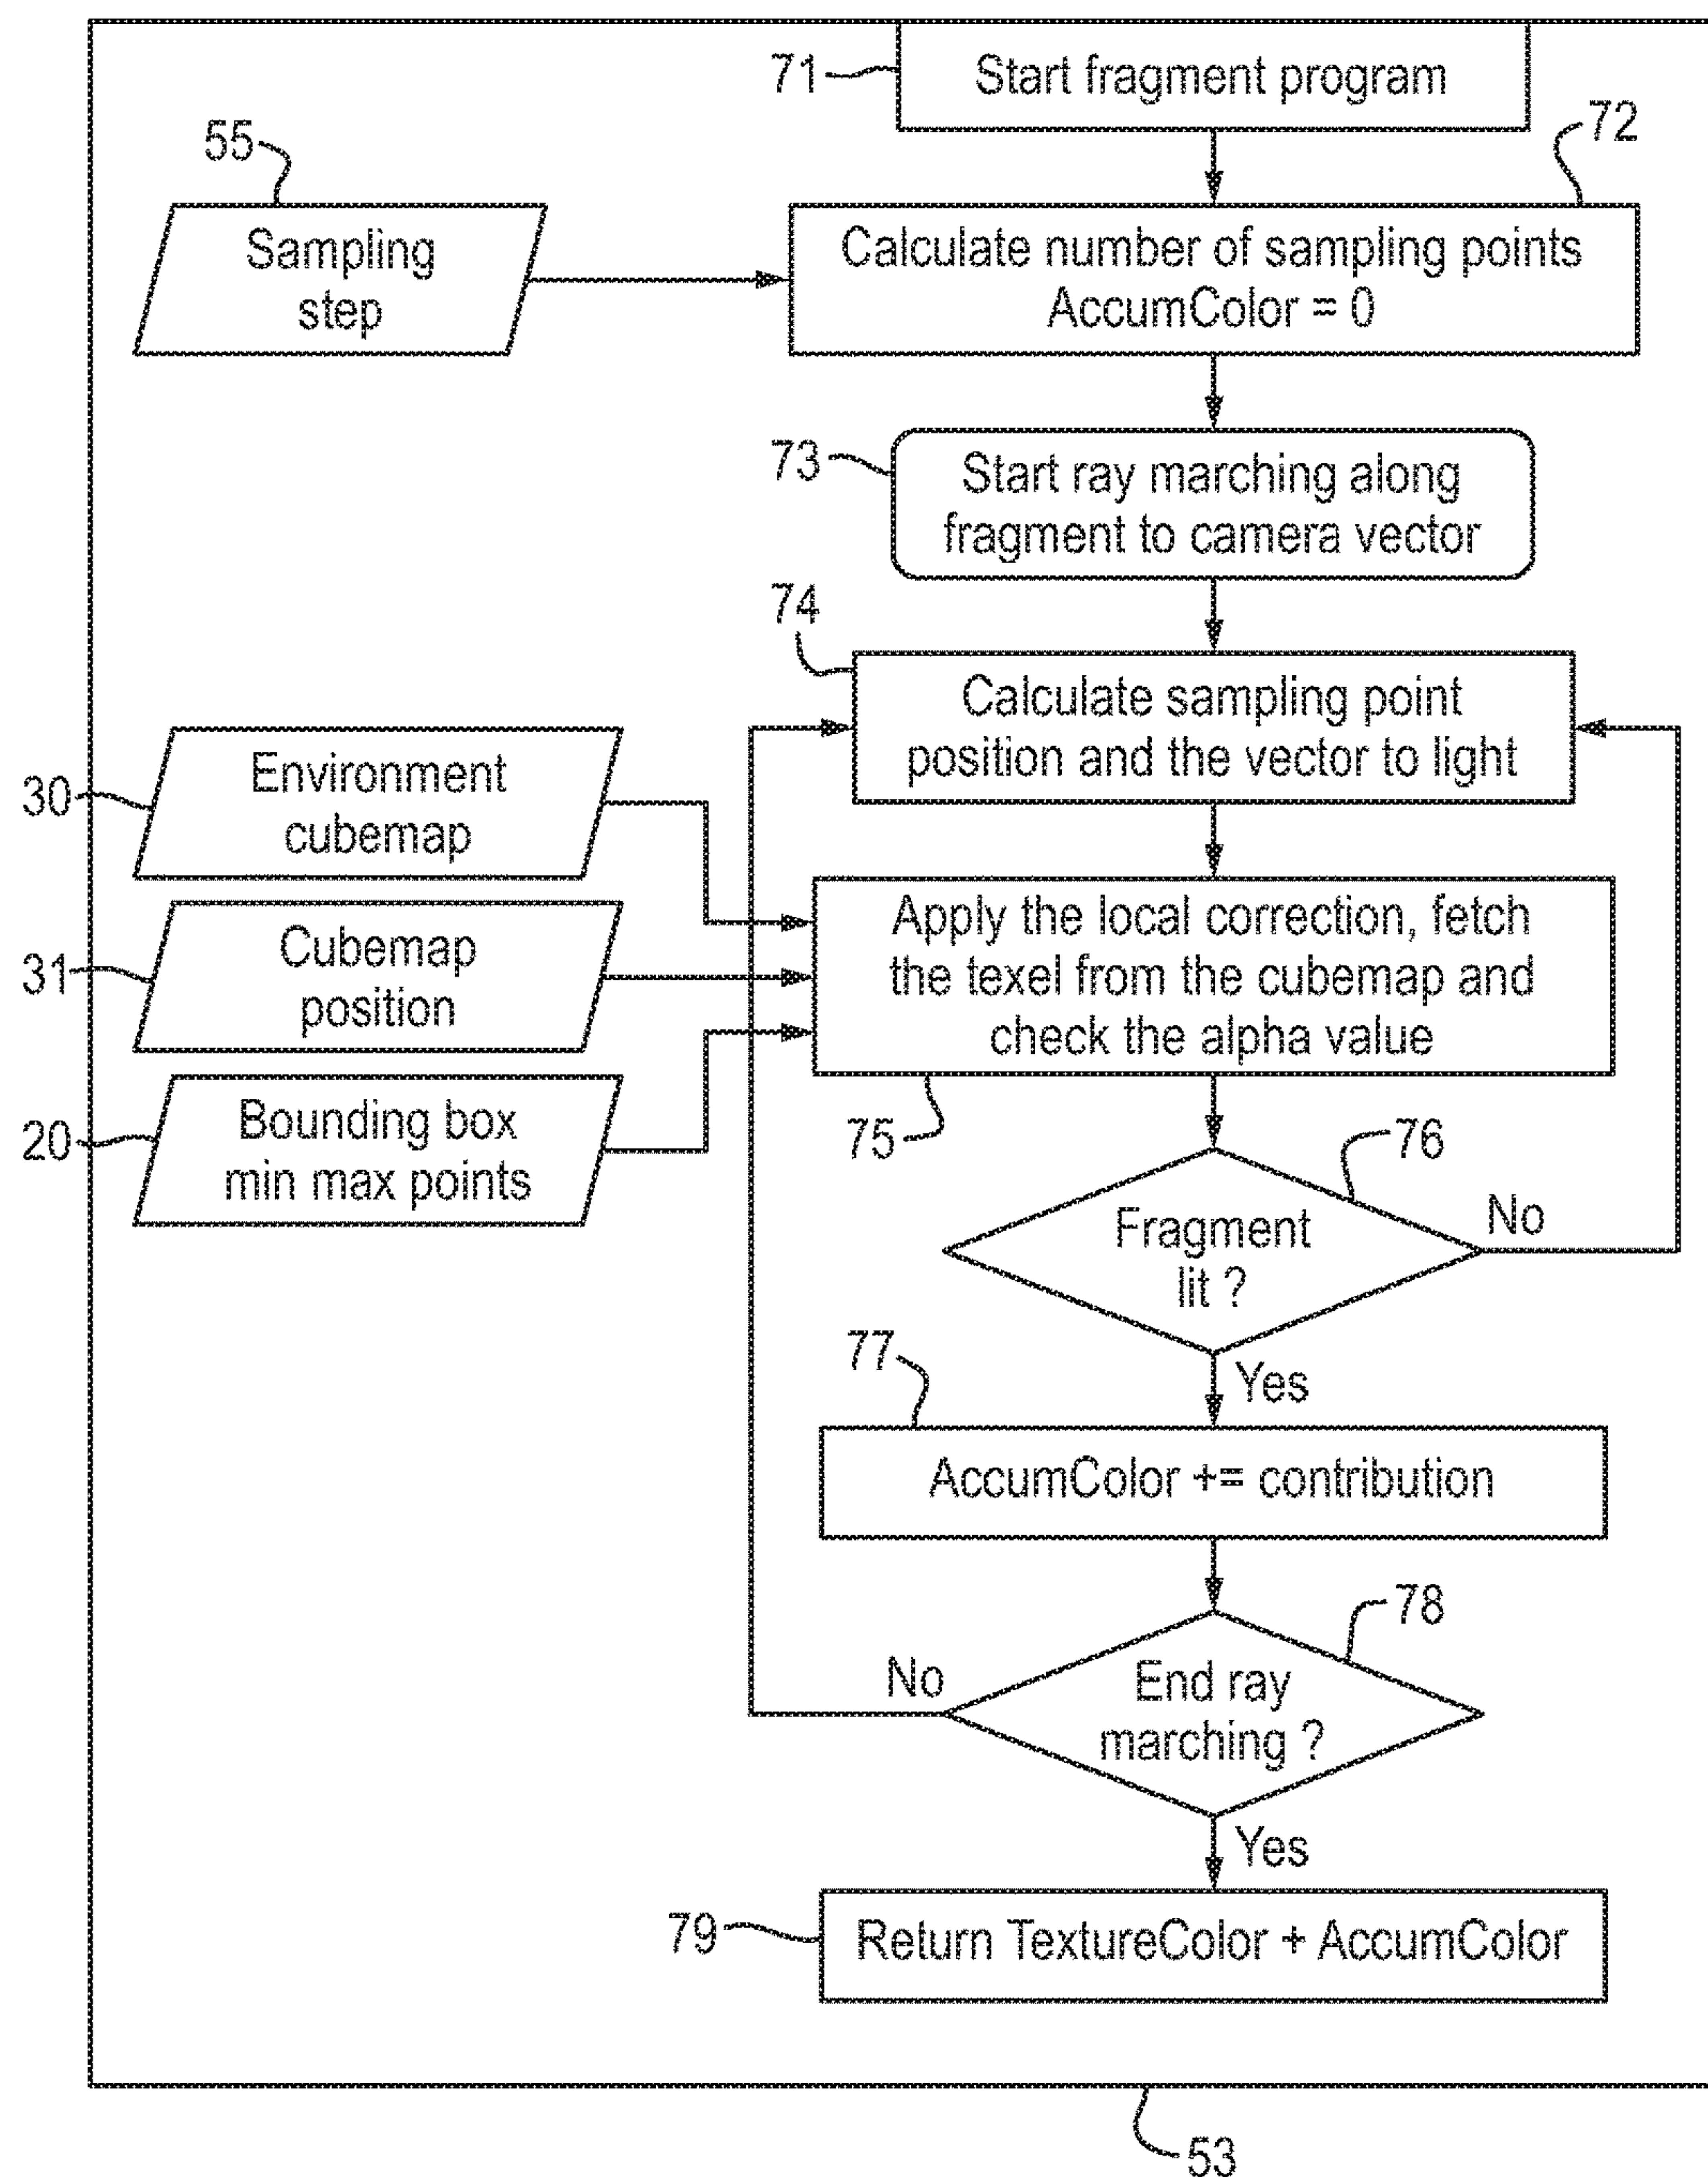 71
Start fragment program
55
72
Sampling
step
Calculate number of sampling points
AccumColor = 0
73
Start ray marching along
fragment to camera vector
74
Calculate sampling point
position and the vector to light
30
Environment
cubemap
31
Cubemap
position
20
Bounding box
min max points
Apply the local correction, fetch
the texel from the cubemap and
check the alpha value
75
76
Fragment
lit ?
No
Yes
77
AccumColor += contribution
78
End ray
marching ?
No
Yes
79
Return TextureColor + AccumColor
53